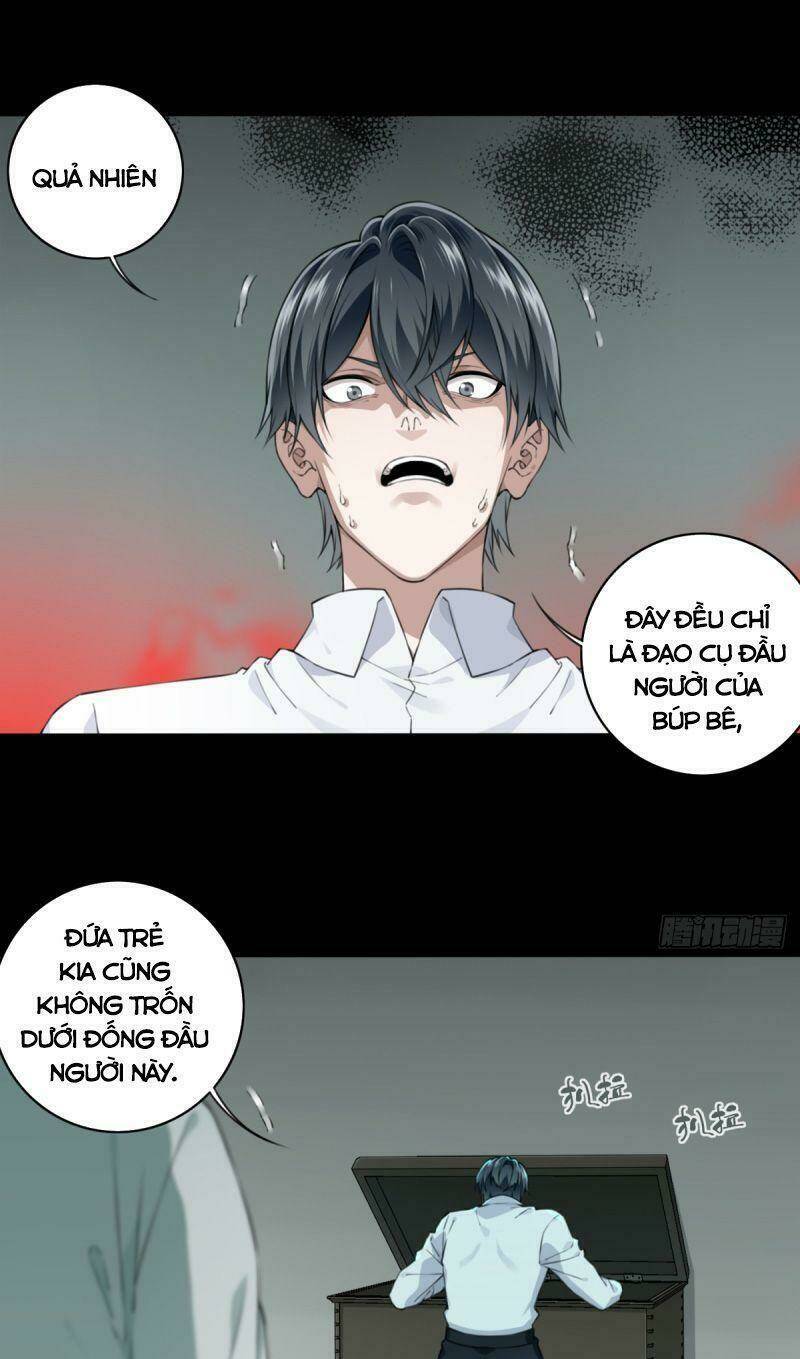 QUẢ NHIÊN
ĐÂY ĐỀU CHỈ
LÀ ĐẠO CỤ ĐẦU
NGƯỜI CỦA
BÚP BÊ,
腾讯动漫
ĐỨA TRẺ
KIA CŨNG
KHÔNG TRỐN
DƯỚI ĐỐNG ĐẦU
NGƯỜI NÀY.
扒拉
扒拉